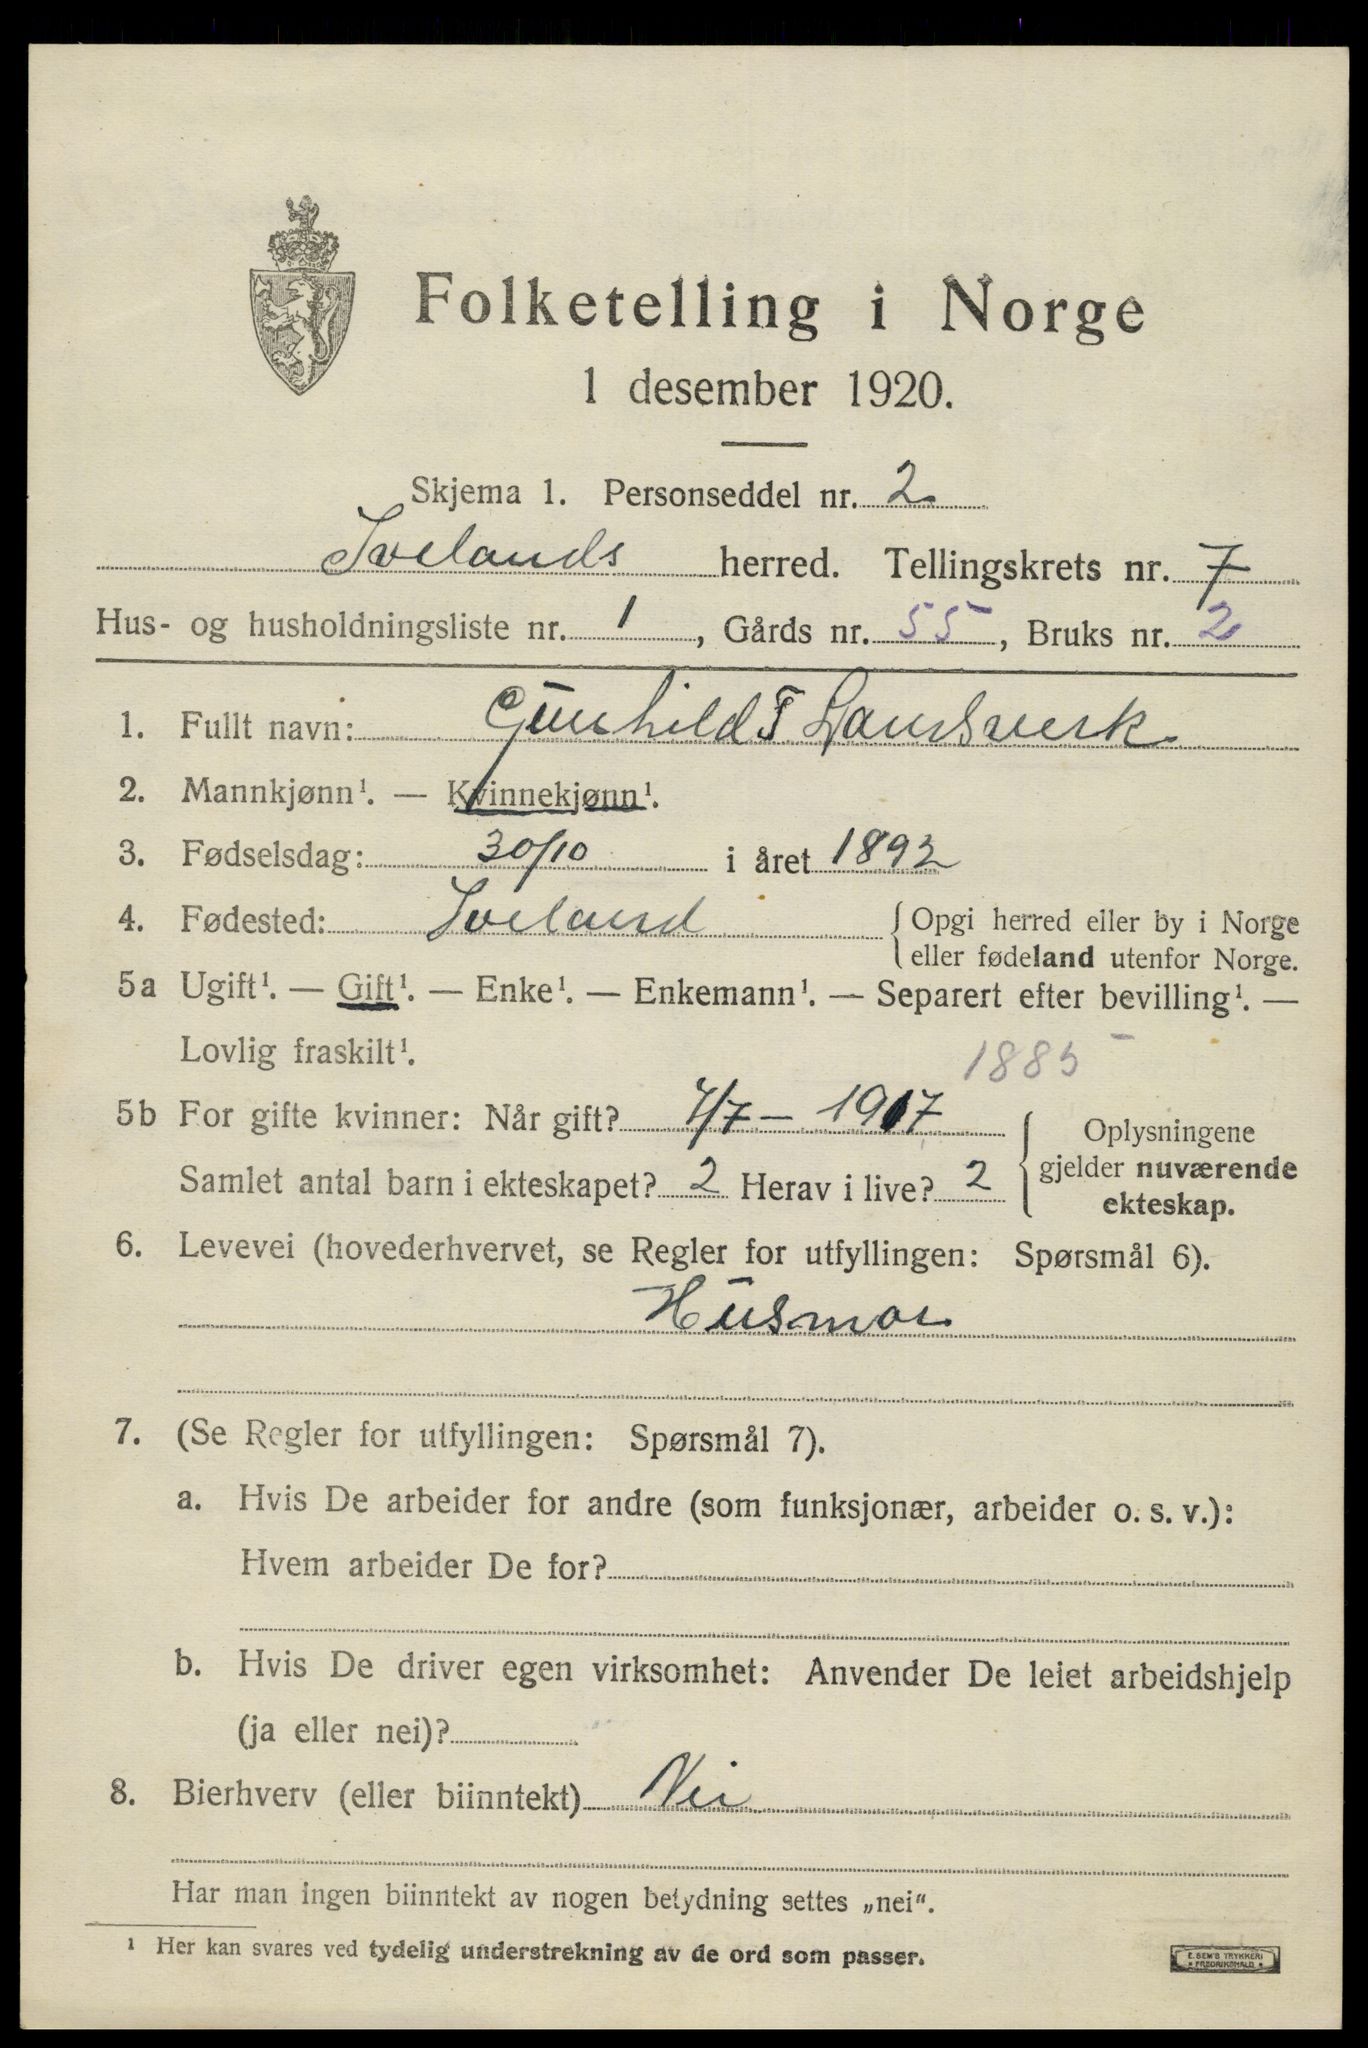 Folketelling i Norge
1 desember 1920.
Skjema 1. Personseddel nr. 2
Ivelands herred. Tellingskrets nr. 7
Hus- og husholdningsliste nr. 1, Gårds nr. 55, Bruks nr. 2
1. Fullt navn: Gunhild T Landsverk
2. Mannkjønn¹. — Kvinnekjønn¹.
3. Fødselsdag: 30/10 i året 1892
4. Fødested: Iveland { Opgi herred eller by i Norge
eller fødeland utenfor Norge.
5a Ugift¹. — Gift¹. — Enke¹. — Enkemann¹. — Separert efter bevilling¹. —
Lovlig fraskilt¹.
1885
5b For gifte kvinner: Når gift? 7/7 – 1917
Samlet antal barn i ekteskapet? 2 Herav i live? 2
{ Oplysningene
gjelder nuværende
ekteskap.
6. Levevei (hovederhvervet, se Regler for utfyllingen: Spørsmål 6).
Husmor
7. (Se Regler for utfyllingen: Spørsmål 7).
a. Hvis De arbeider for andre (som funksjonær, arbeider o. s. v.):
Hvem arbeider De for?
b. Hvis De driver egen virksomhet: Anvender De leiet arbeidshjelp
(ja eller nei)?
8. Bierhverv (eller biinntekt) Nei
Har man ingen biinntekt av nogen betydning settes „nei“.
¹ Her kan svares ved tydelig understrekning av de ord som passer.
E. SEM'S TRYKKERI
FREDRIKSHALD